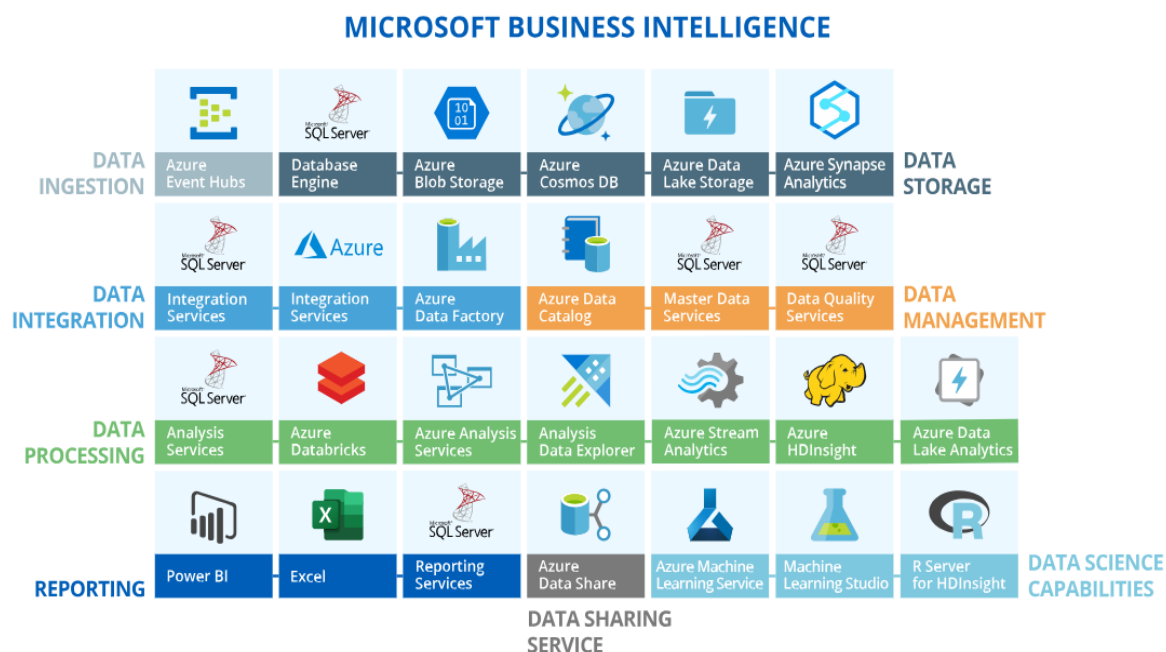 MICROSOFT BUSINESS INTELLIGENCE
10
01
Microsoft
SQL Server
DATA
INGESTION
Azure
Event Hubs
Database
Engine
Azure
Blob Storage
Azure
Cosmos DB
Azure Data
Lake Storage
Azure Synapse
Analytics
DATA
STORAGE
Microsoft
SQL Server
Azure
Microsoft
SQL Server
Microsoft
SQL Server
DATA
INTEGRATION
Integration
Services
Integration
Services
Azure
Data Factory
Azure Data
Catalog
Master Data
Services
Data Quality
Services
DATA
MANAGEMENT
Microsoft
SQL Server
DATA
PROCESSING
Analysis
Services
Azure
Databricks
Azure Analysis
Services
Analysis
Data Explorer
Azure Stream
Analytics
Azure
HDInsight
Azure Data
Lake Analytics
X
Microsoft
SQL Server
R
REPORTING
Power BI
Excel
Reporting
Services
Azure
Data Share
Azure Machine
Learning Service
Machine
Learning Studio
R Server
for HDInsight
DATA SCIENCE
CAPABILITIES
DATA SHARING
SERVICE